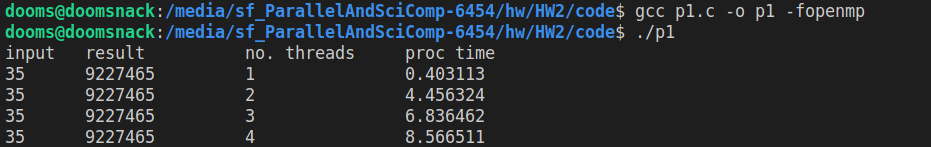 dooms@doomsnack:/media/sf_ParallelAndSciComp-6454/hw/HW2/code$ gcc p1.c -o p1 -fopenmp
dooms@doomsnack:/media/sf_ParallelAndSciComp-6454/hw/HW2/code$ ./p1
input result no. threads proc time
35 9227465 1 0.403113
35 9227465 2 4.456324
35 9227465 3 6.836462
35 9227465 4 8.566511